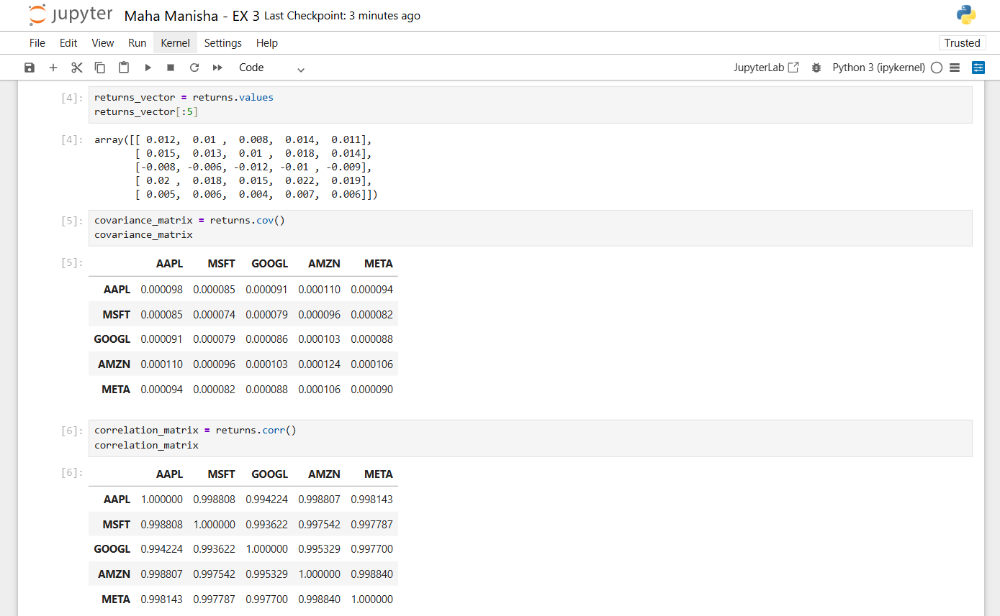 jupyter Maha Manisha - EX 3 Last Checkpoint: 3 minutes ago
File Edit View Run Kernel Settings Help Trusted
Code JupyterLab Python 3 (ipykernel)
[4]: returns_vector = returns.values
returns_vector[:5]
[4]: array([[ 0.012,  0.01 ,  0.008,  0.014,  0.011],
       [ 0.015,  0.013,  0.01 ,  0.018,  0.014],
       [-0.008, -0.006, -0.012, -0.01 , -0.009],
       [ 0.02 ,  0.018,  0.015,  0.022,  0.019],
       [ 0.005,  0.006,  0.004,  0.007,  0.006]])
[5]: covariance_matrix = returns.cov()
covariance_matrix
[5]: AAPL MSFT GOOGL AMZN META
AAPL 0.000098 0.000085 0.000091 0.000110 0.000094
MSFT 0.000085 0.000074 0.000079 0.000096 0.000082
GOOGL 0.000091 0.000079 0.000086 0.000103 0.000088
AMZN 0.000110 0.000096 0.000103 0.000124 0.000106
META 0.000094 0.000082 0.000088 0.000106 0.000090
[6]: correlation_matrix = returns.corr()
correlation_matrix
[6]: AAPL MSFT GOOGL AMZN META
AAPL 1.000000 0.998808 0.994224 0.998807 0.998143
MSFT 0.998808 1.000000 0.993622 0.997542 0.997787
GOOGL 0.994224 0.993622 1.000000 0.995329 0.997700
AMZN 0.998807 0.997542 0.995329 1.000000 0.998840
META 0.998143 0.997787 0.997700 0.998840 1.000000